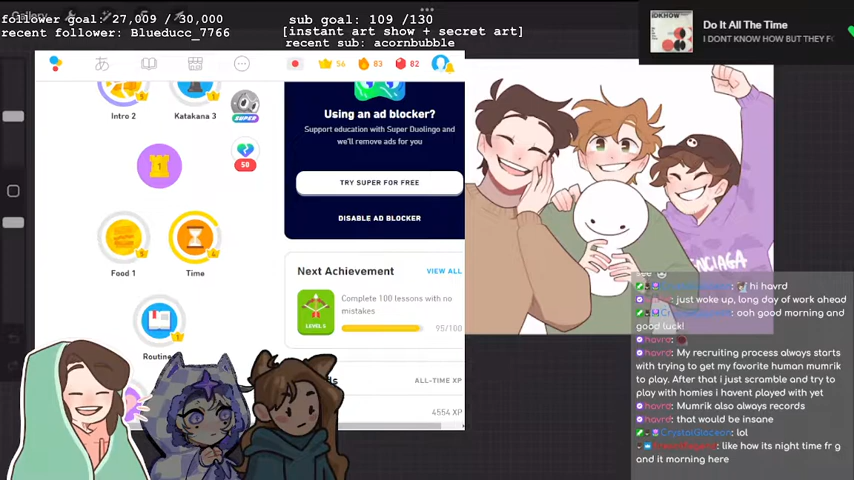 follower goal: 27,009 / 30,000
recent follower: Blueducc_7766
sub goal: 109 /130
[instant art show + secret art]
recent sub: acornbubble
Do It All The Time
I DONT KNOW HOW BUT THEY F
IDKHOW
あ
56
83
82
Intro 2
Katakana 3
SUPER
50
1
Food 1
Time
Routine
Using an ad blocker?
Support education with Super Duolingo and
we'll remove ads for you
TRY SUPER FOR FREE
DISABLE AD BLOCKER
Next Achievement
VIEW ALL
Complete 100 lessons with no
mistakes
LEVEL 5
95/100
ALL-TIME XP
4554 XP
ENCIAGA
hi havrd
havrd: just woke up, long day of work ahead
ooh good morning and
good luck!
havrd:
havrd: My recruiting process always starts
with trying to get my favorite human mumrik
to play. After that i just scramble and try to
play with homies i havent played with yet
havrd: Mumrik also always records
havrd: that would be insane
CrystalGlacear: lol
like how its night time fr g
and it morning here